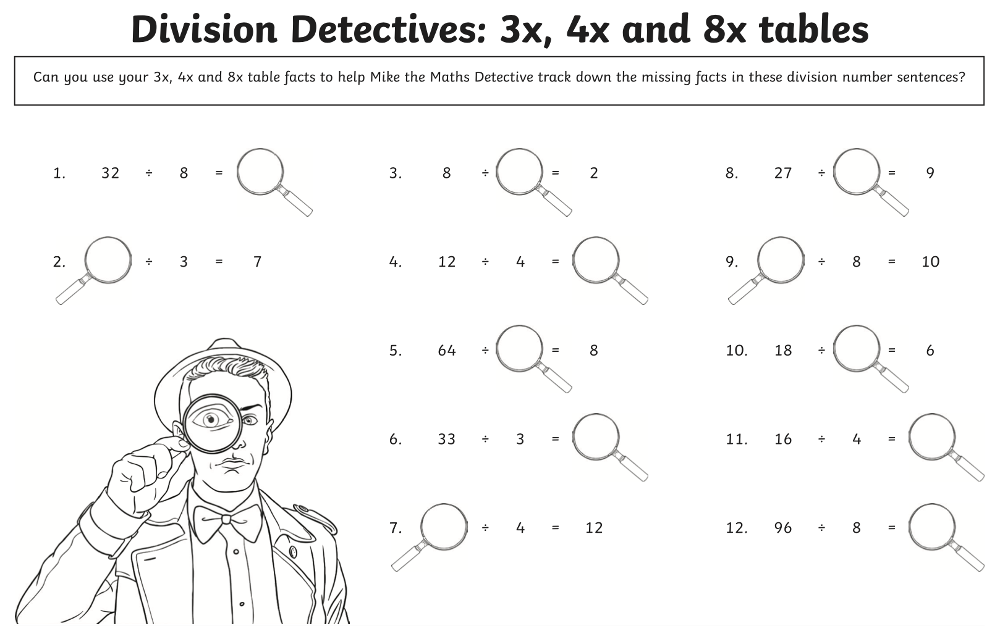 Division Detectives: 3x, 4x and 8x tables
Can you use your 3x, 4x and 8x table facts to help Mike the Maths Detective track down the missing facts in these division number sentences?
1. 32 ÷ 8 =
2. ÷ 3 = 7
3. 8 ÷ = 2
4. 12 ÷ 4 =
5. 64 ÷ = 8
6. 33 ÷ 3 =
7. ÷ 4 = 12
8. 27 ÷ = 9
9. ÷ 8 = 10
10. 18 ÷ = 6
11. 16 ÷ 4 =
12. 96 ÷ 8 =